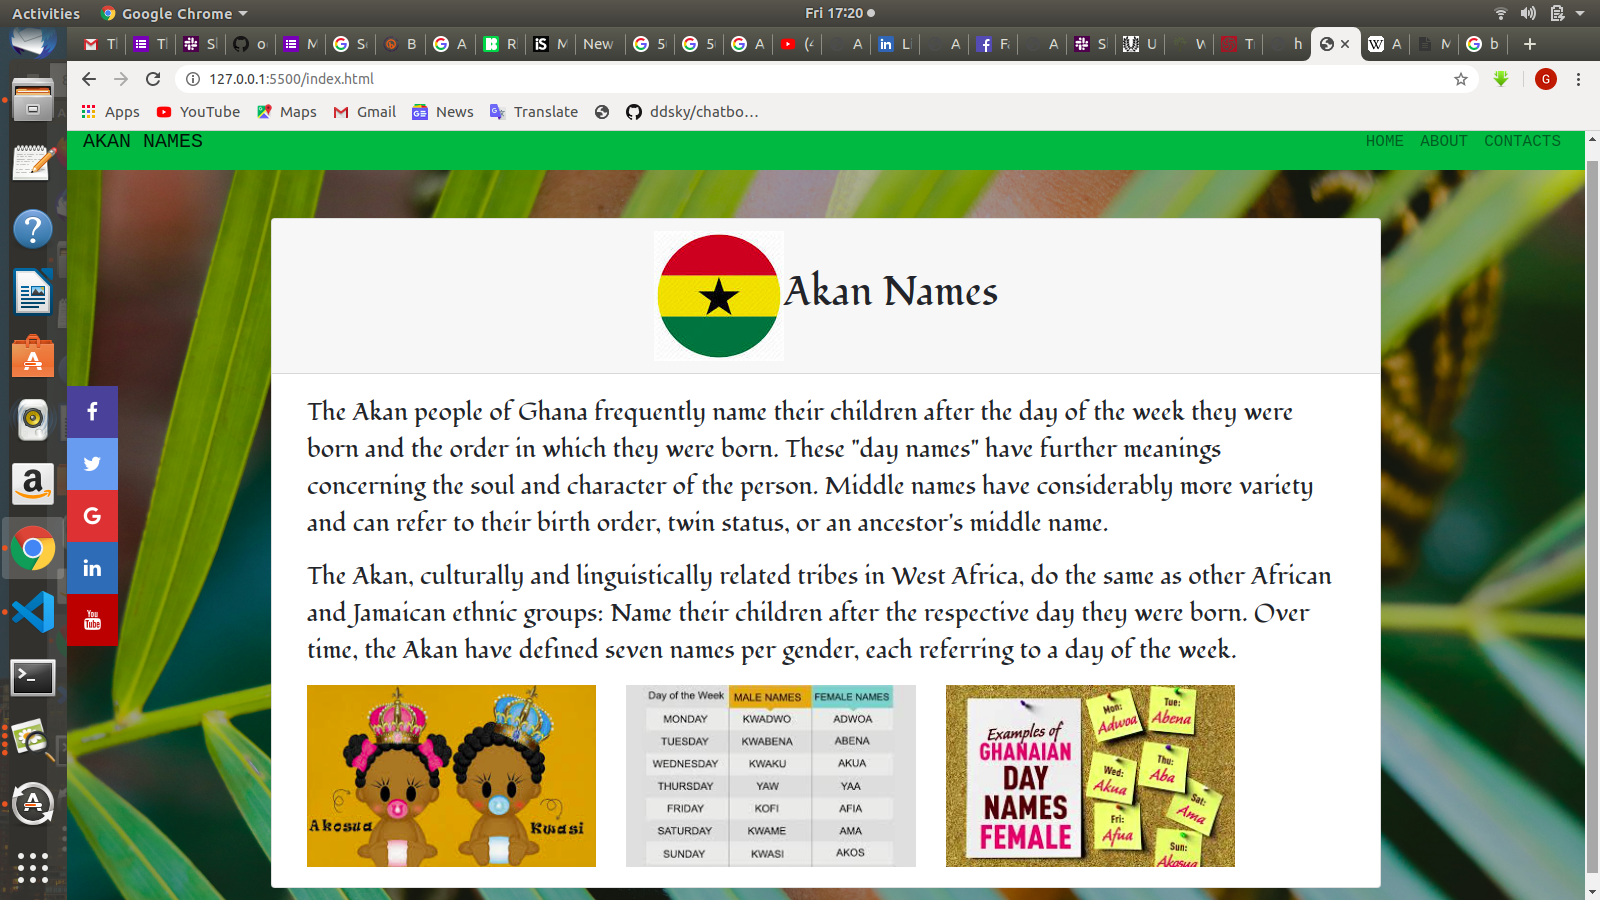 Activities
Google Chrome
Fri 17:20
127.0.0.1:5500/index.html
G
Apps
YouTube
Maps
Gmail
News
Translate
ddsky/chatbo...
AKAN NAMES
HOME ABOUT CONTACTS
Akan Names
The Akan people of Ghana frequently name their children after the day of the week they were
born and the order in which they were born. These "day names" have further meanings
concerning the soul and character of the person. Middle names have considerably more variety
and can refer to their birth order, twin status, or an ancestor's middle name.
The Akan, culturally and linguistically related tribes in West Africa, do the same as other African
and Jamaican ethnic groups: Name their children after the respective day they were born. Over
time, the Akan have defined seven names per gender, each referring to a day of the week.
Akosua
Kwasi
Day of the Week MALE NAMES FEMALE NAMES
MONDAY KWADWO ADWOA
TUESDAY KWABENA ABENA
WEDNESDAY KWAKU AKUA
THURSDAY YAW YAA
FRIDAY KOFI AFIA
SATURDAY KWAME AMA
SUNDAY KWASI AKOS
Examples of
GHANAIAN
DAY
NAMES
FEMALE
Mon:
Adwoa
Tue:
Abena
Wed:
Akua
Thu:
Aba
Fri:
Afua
Sat:
Ama
Sun:
Akosua
You
Tube